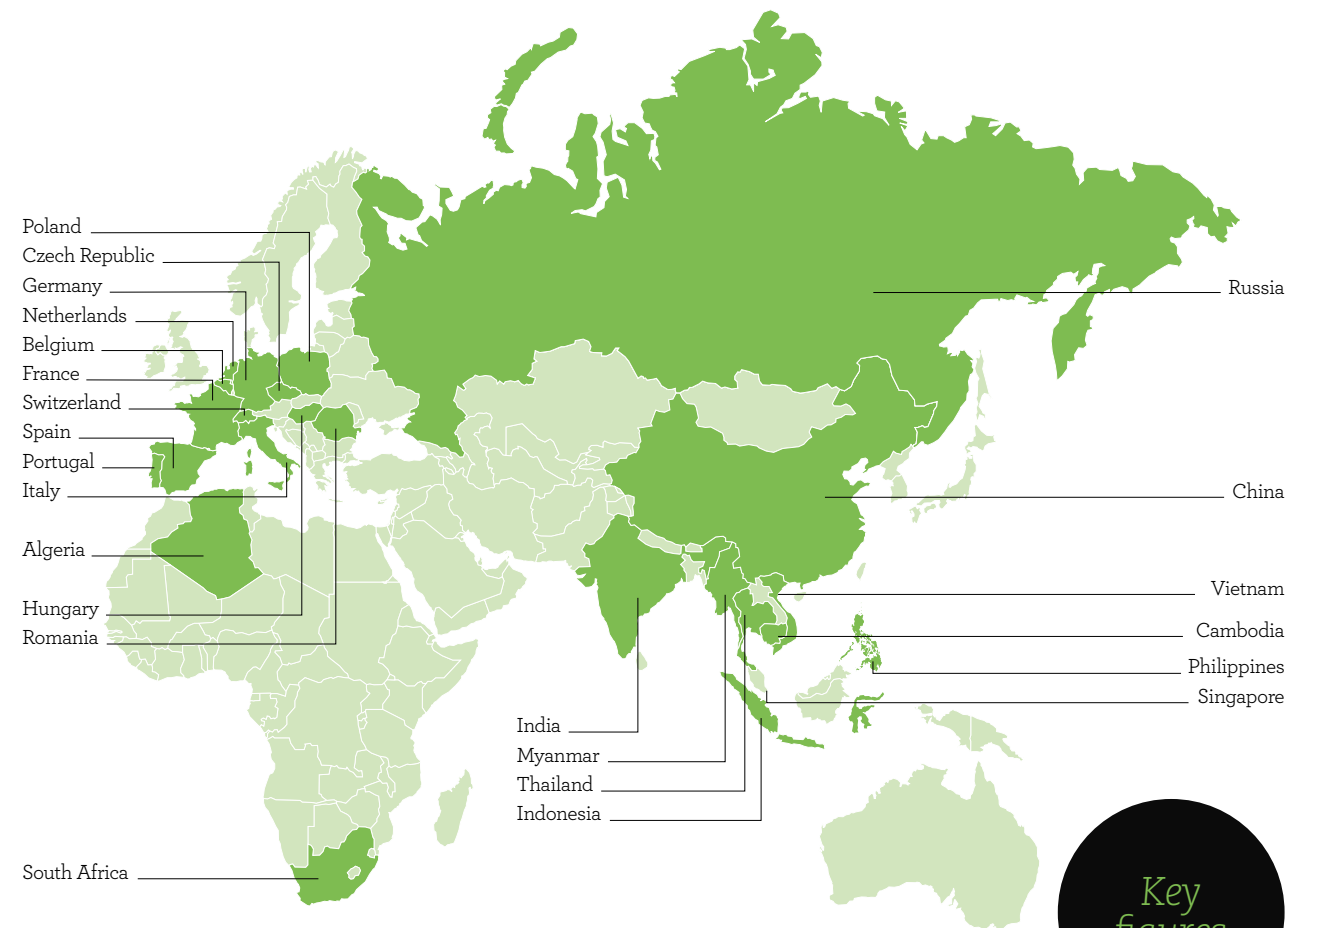 Poland
Czech Republic
Germany
Netherlands
Belgium
France
Switzerland
Spain
Portugal
Italy
Algeria
Hungary
Romania
South Africa
India
Myanmar
Thailand
Indonesia
Russia
China
Vietnam
Cambodia
Philippines
Singapore
Key
figures